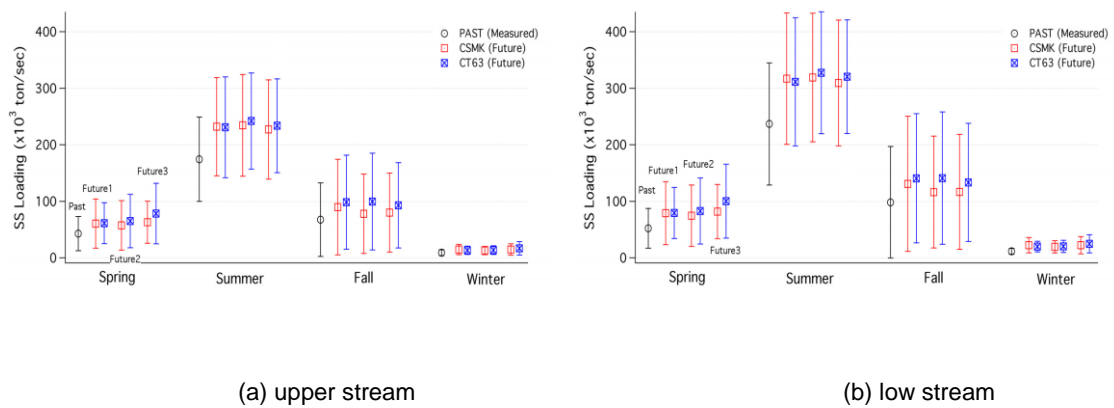 400
300
200
100
0
SS Loading (x10³ ton/sec)
PAST (Measured)
CSMK (Future)
CT63 (Future)
Past
Future1
Future2
Future3
Spring Summer Fall Winter
(a) upper stream
400
300
200
100
0
SS Loading (x10³ ton/sec)
PAST (Measured)
CSMK (Future)
CT63 (Future)
Past
Future1
Future2
Future3
Spring Summer Fall Winter
(b) low stream